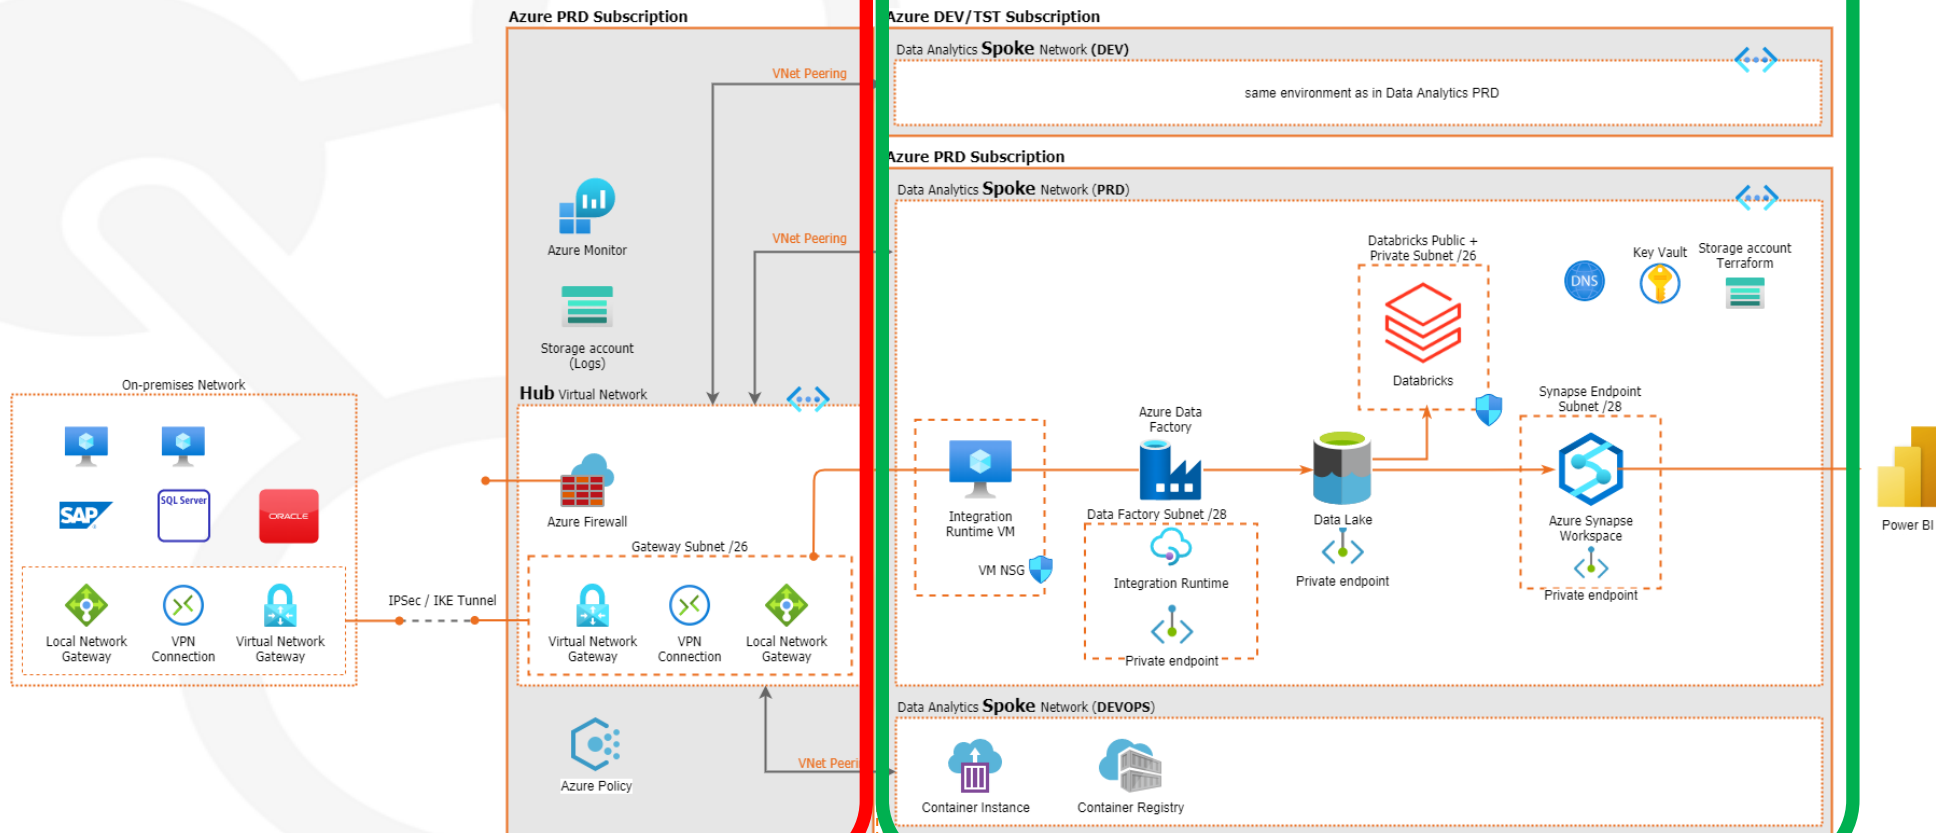 Azure PRD Subscription
Azure DEV/TST Subscription
Data Analytics Spoke Network (DEV)
VNet Peering
same environment as in Data Analytics PRD
Azure PRD Subscription
Data Analytics Spoke Network (PRD)
VNet Peering
Azure Monitor
Storage account
(Logs)
Databricks Public +
Private Subnet /26
Databricks
DNS
Key Vault
Storage account
Terraform
On-premises Network
SAP
SQL Server
ORACLE
Local Network
Gateway
VPN
Connection
Virtual Network
Gateway
IPSec / IKE Tunnel
Hub Virtual Network
Azure Firewall
Gateway Subnet /26
Virtual Network
Gateway
VPN
Connection
Local Network
Gateway
Integration
Runtime VM
VM NSG
Azure Data
Factory
Data Factory Subnet /28
Integration Runtime
Private endpoint
Data Lake
Private endpoint
Synapse Endpoint
Subnet /28
Azure Synapse
Workspace
Private endpoint
Power BI
Azure Policy
VNet Peeri
Data Analytics Spoke Network (DEVOPS)
Container Instance
Container Registry